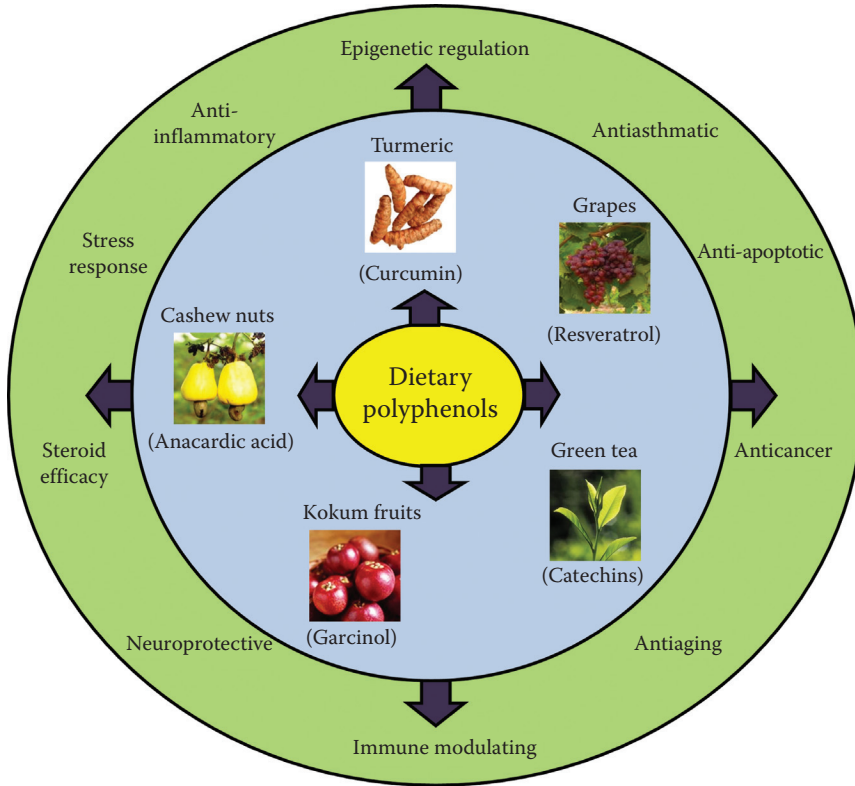 Epigenetic regulation
Anti-
inflammatory
Antiasthmatic
Turmeric
(Curcumin)
Grapes
(Resveratrol)
Stress
response
Anti-apoptotic
Cashew nuts
(Anacardic acid)
Dietary
polyphenols
Steroid
efficacy
Green tea
(Catechins)
Anticancer
Kokum fruits
(Garcinol)
Neuroprotective
Antiaging
Immune modulating